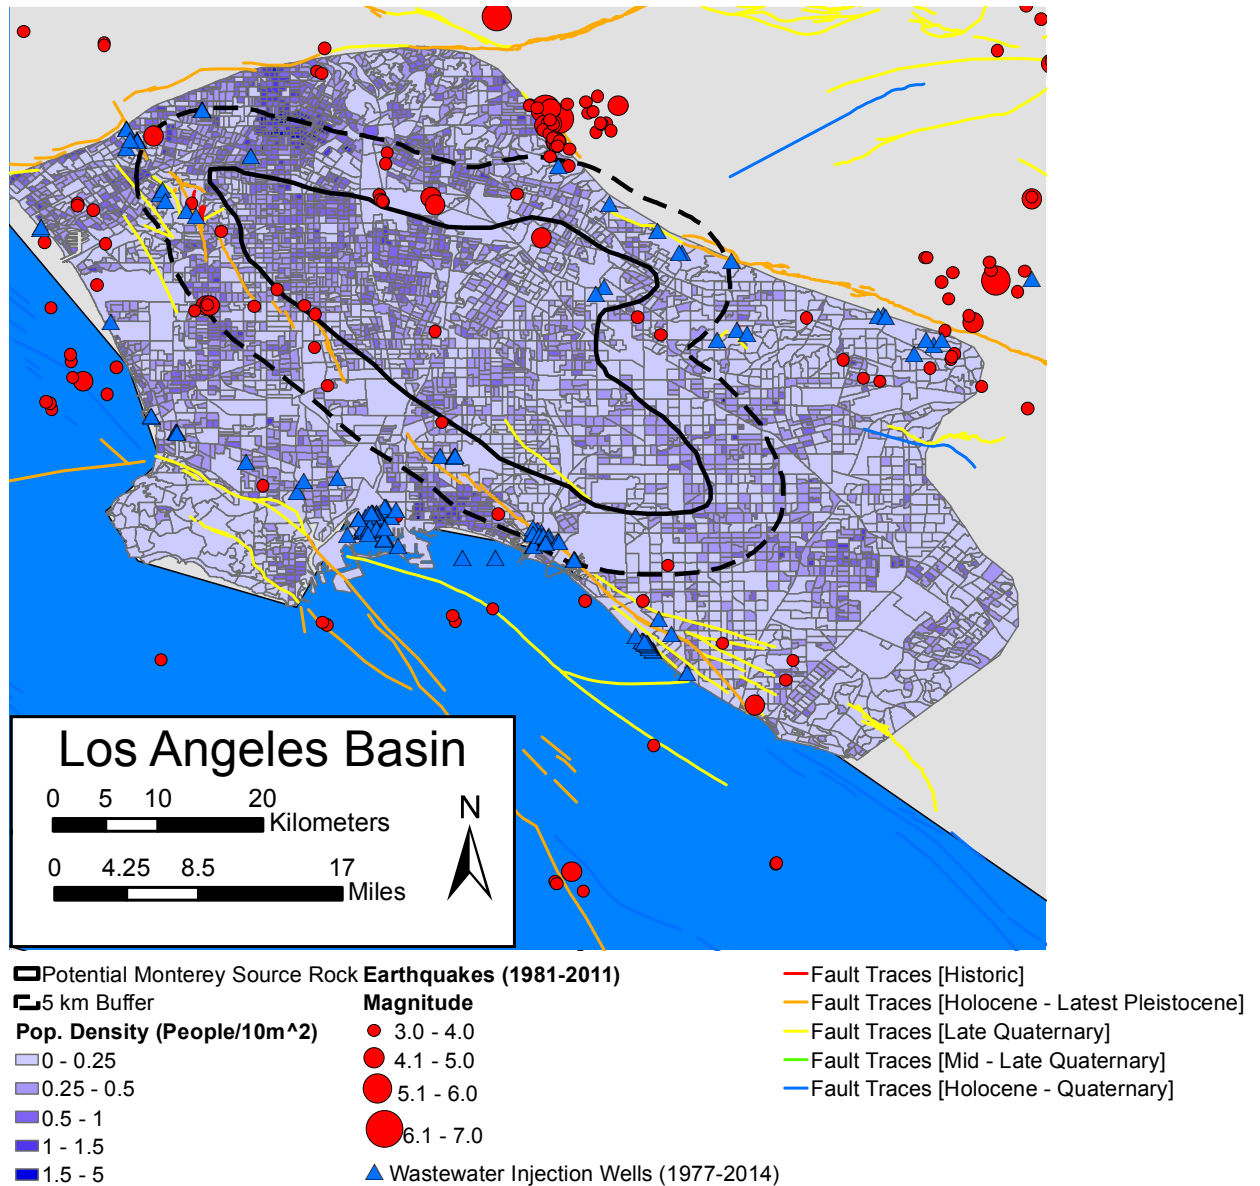 Los Angeles Basin
0 5 10 20
Kilometers
0 4.25 8.5 17
Miles
N
Potential Monterey Source Rock
5 km Buffer
Pop. Density (People/10m^2)
0 - 0.25
0.25 - 0.5
0.5 - 1
1 - 1.5
1.5 - 5
Earthquakes (1981-2011)
Magnitude
3.0 - 4.0
4.1 - 5.0
5.1 - 6.0
6.1 - 7.0
Wastewater Injection Wells (1977-2014)
Fault Traces [Historic]
Fault Traces [Holocene - Latest Pleistocene]
Fault Traces [Late Quaternary]
Fault Traces [Mid - Late Quaternary]
Fault Traces [Holocene - Quaternary]